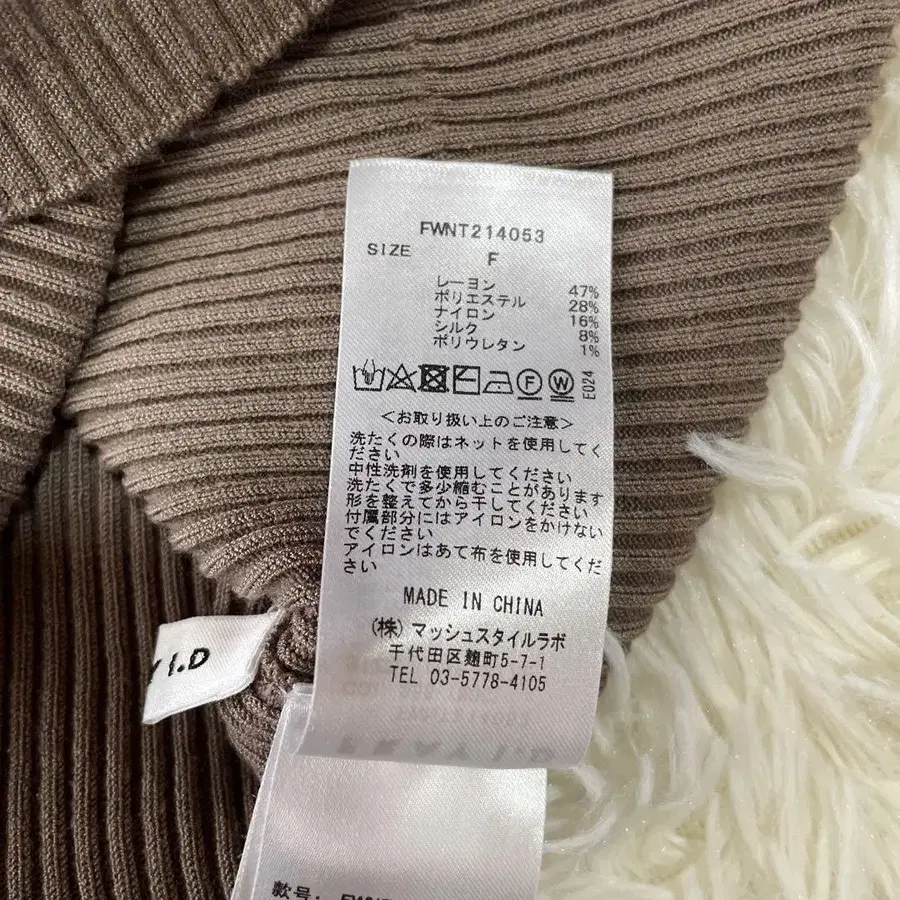 FWNT214053
SIZE F
レーヨン 47%
ポリエステル 28%
ナイロン 16%
シルク 8%
ポリウレタン 1%
F W E024
<お取り扱い上のご注意>
洗たくの際はネットを使用してく
ださい
中性洗剤を使用してください
洗たくで多少縮むことがあります
形を整えてから干してください
付属部分にはアイロンをかけない
でください
アイロンはあて布を使用してくだ
さい
MADE IN CHINA
(株)マッシュスタイルラボ
千代田区麹町5-7-1
TEL 03-5778-4105
Y I.D
款号: